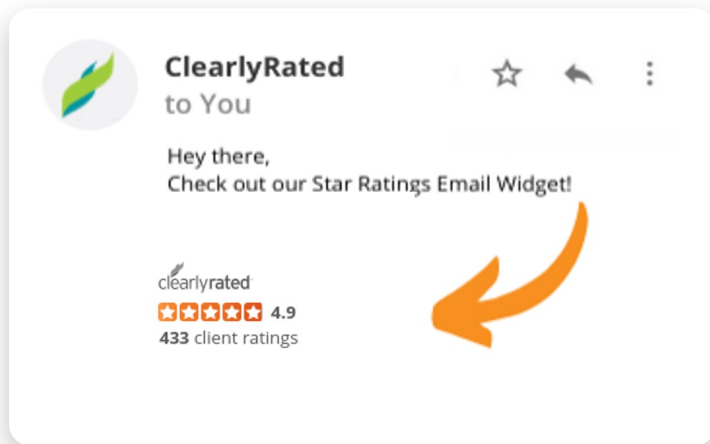 ClearlyRated
to You
Hey there,
Check out our Star Ratings Email Widget!
clearlyrated
4.9
433 client ratings